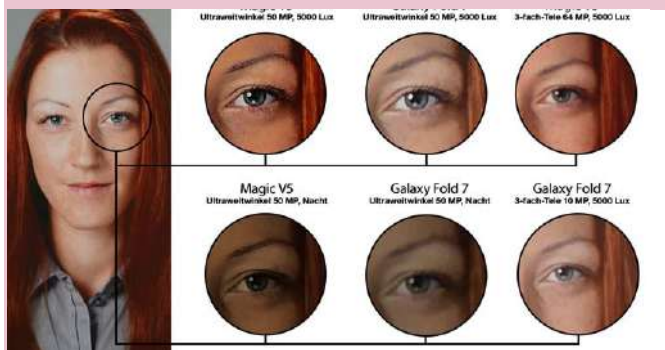 Ultraweitwinkel 50 MP, 5000 Lux
Ultraweitwinkel 50 MP, 5000 Lux
3-fach-Tele 64 MP, 5000 Lux
Magic V5
Ultraweitwinkel 50 MP, Nacht
Galaxy Fold 7
Ultraweitwinkel 50 MP, Nacht
Galaxy Fold 7
3-fach-Tele 10 MP, 5000 Lux